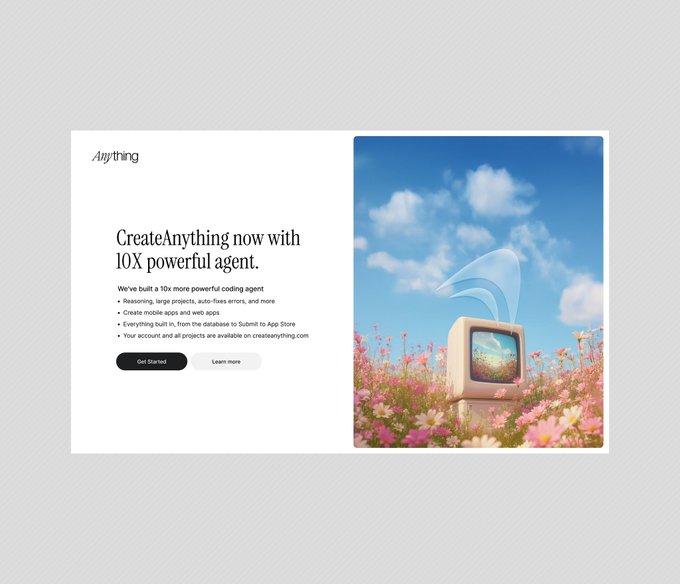 Anything
CreateAnything now with
10X powerful agent.
We've built a 10x more powerful coding agent
• Reasoning, large projects, auto-fixes errors, and more
• Create mobile apps and web apps
• Everything built in, from the database to Submit to App Store
• Your account and all projects are available on createanything.com
Get Started
Learn more